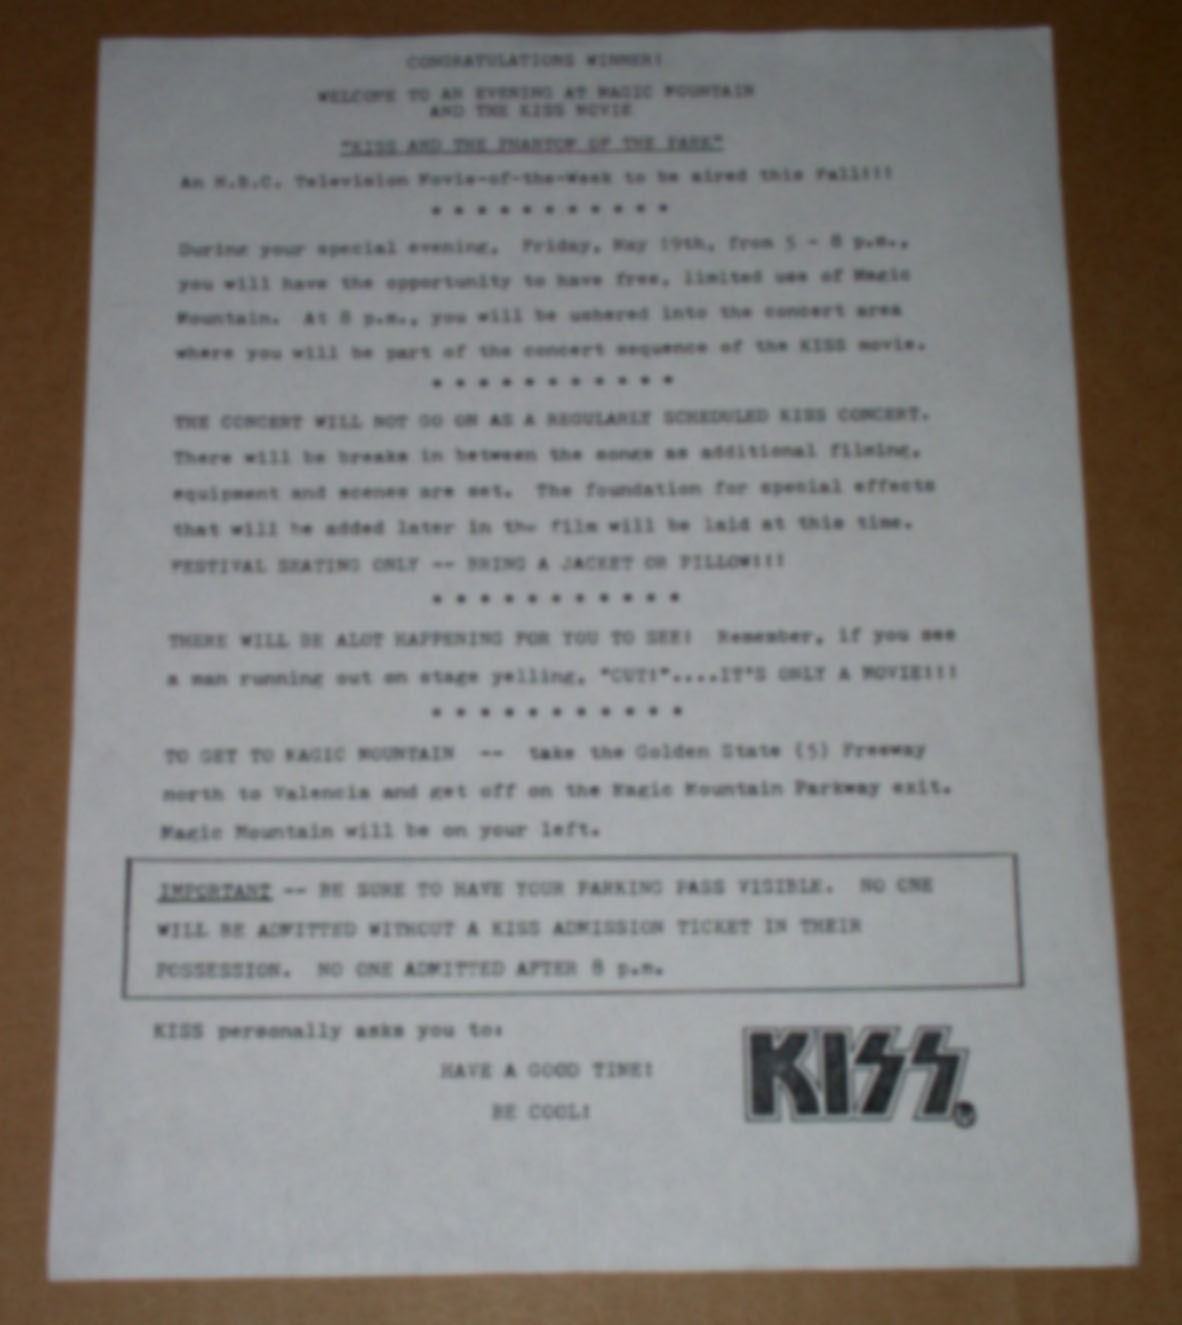 CONGRATULATIONS WINNER!
WELCOME TO AN EVENING AT MAGIC MOUNTAIN
AND THE KISS MOVIE
"KISS AND THE PHANTOM OF THE PARK"
An N.B.C. Television Movie-of-the-Week to be aired this Fall!!!
* * * * * * * * * * *
During your special evening, Friday, May 19th, from 5 - 8 p.m.,
you will have the opportunity to have free, limited use of Magic
Mountain. At 8 p.m., you will be ushered into the concert area
where you will be part of the concert sequence of the KISS movie.
* * * * * * * * * * *
THE CONCERT WILL NOT GO ON AS A REGULARLY SCHEDULED KISS CONCERT.
There will be breaks in between the songs as additional filming,
equipment and scenes are set. The foundation for special effects
that will be added later in the film will be laid at this time.
FESTIVAL SEATING ONLY -- BRING A JACKET OR PILLOW!!!
* * * * * * * * * * *
THERE WILL BE ALOT HAPPENING FOR YOU TO SEE! Remember, if you see
a man running out on stage yelling, "CUT!"....IT'S ONLY A MOVIE!!!
* * * * * * * * * * *
TO GET TO MAGIC MOUNTAIN -- take the Golden State (5) Freeway
north to Valencia and get off on the Magic Mountain Parkway exit.
Magic Mountain will be on your left.
IMPORTANT -- BE SURE TO HAVE YOUR PARKING PASS VISIBLE. NO ONE
WILL BE ADMITTED WITHOUT A KISS ADMISSION TICKET IN THEIR
POSSESSION. NO ONE ADMITTED AFTER 8 p.m.
KISS personally asks you to:
HAVE A GOOD TIME!
BE COOL!
KISS